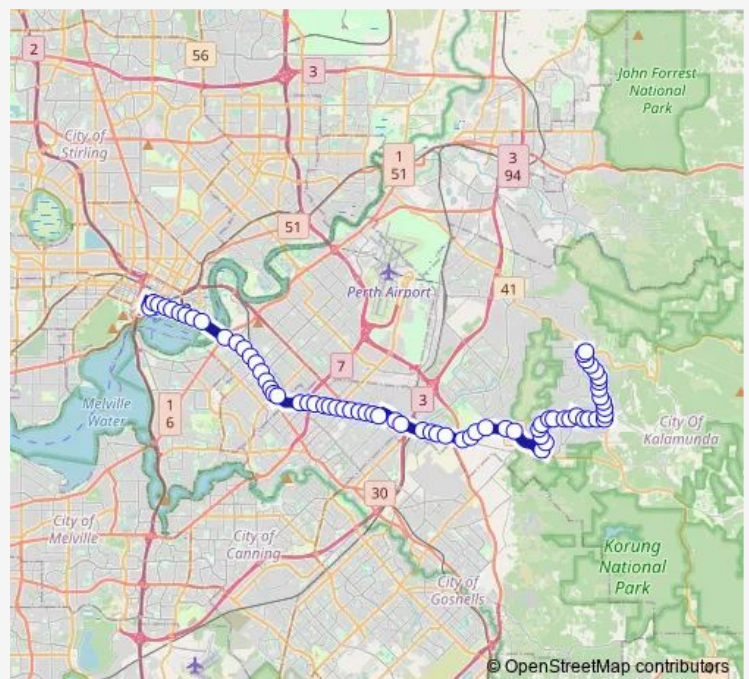 2
56
3
John Forrest
National
Park
City of
Stirling
1
51
3
94
51
Perth Airport
41
7
3
Melville
Water
1
6
City Of
Kalamunda
30
City of
Melville
City of
Canning
Korung
National
Park
City of
Gosnells
© OpenStreetMap contributors